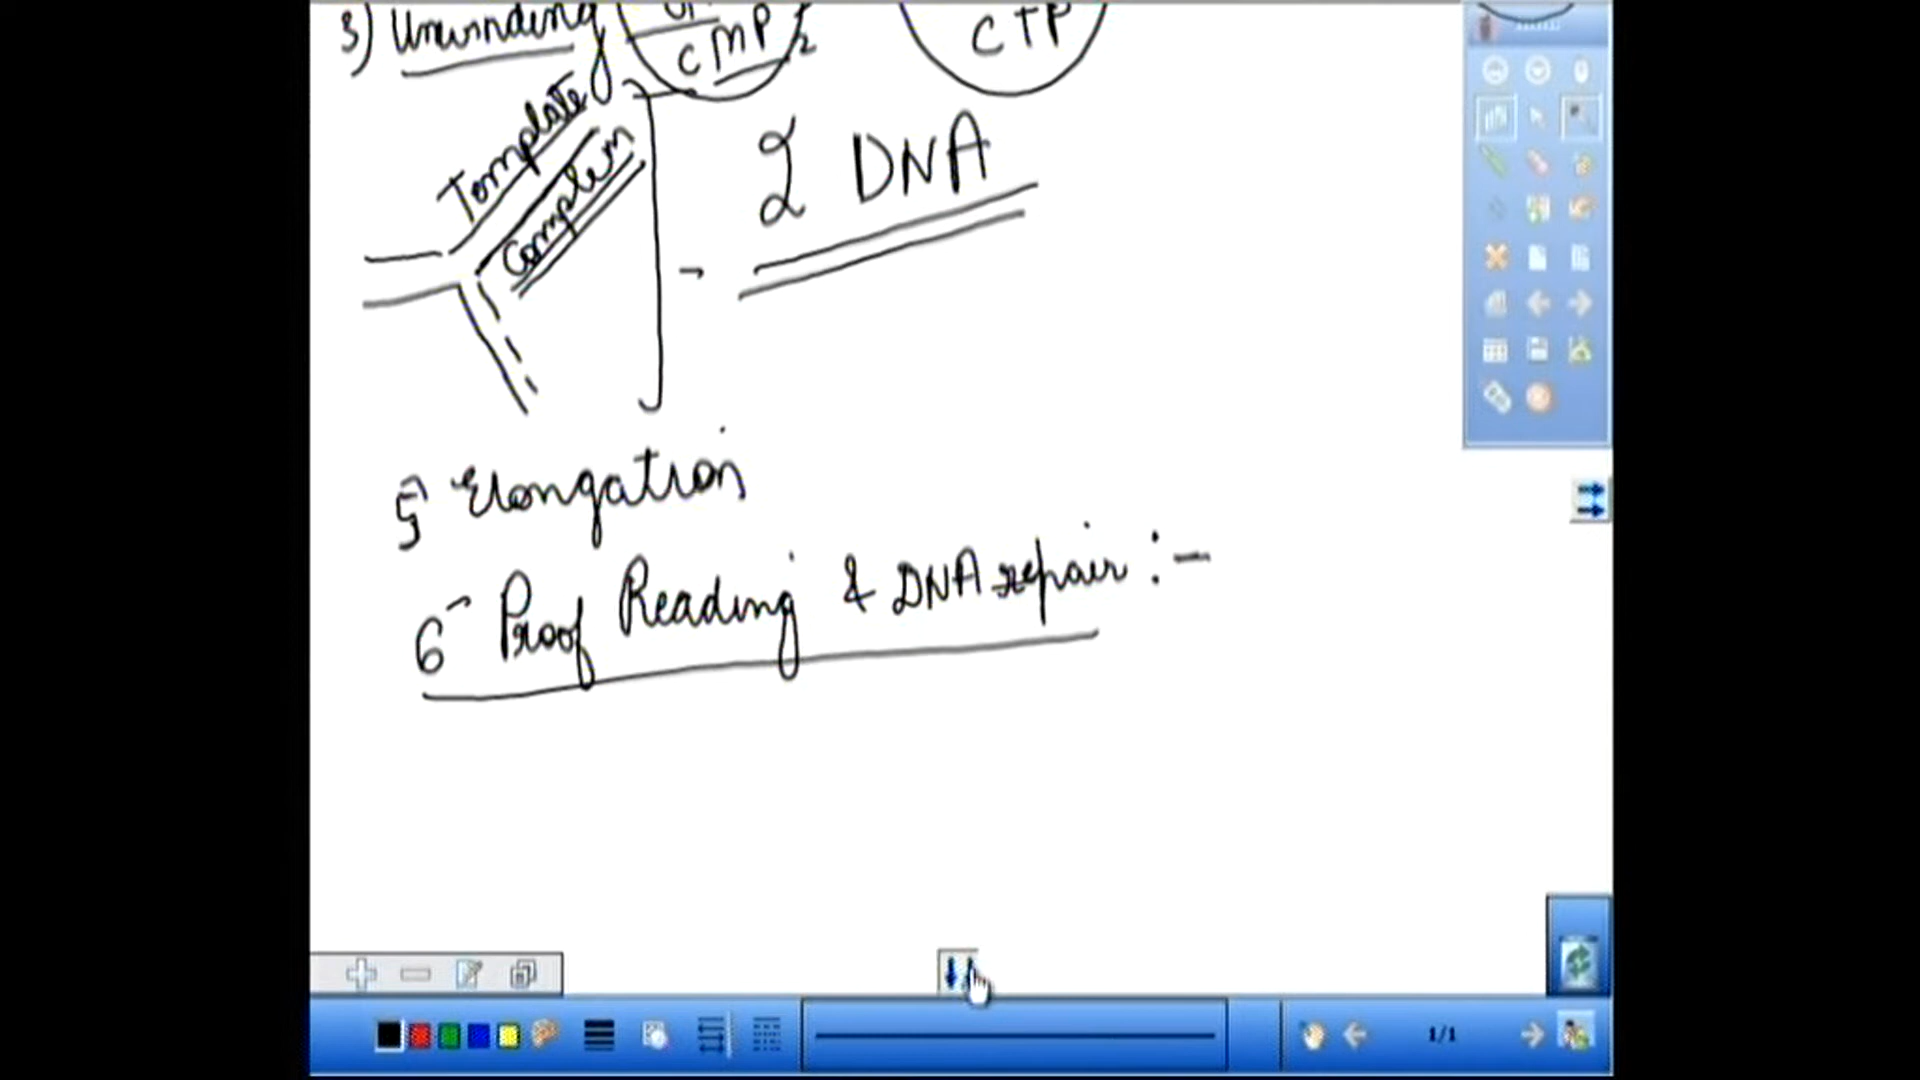 3) Unwinding
CMP
CTP
Template
Complem
2 DNA
5) Elongation
6- Proof Reading & DNA repair :-
1/1